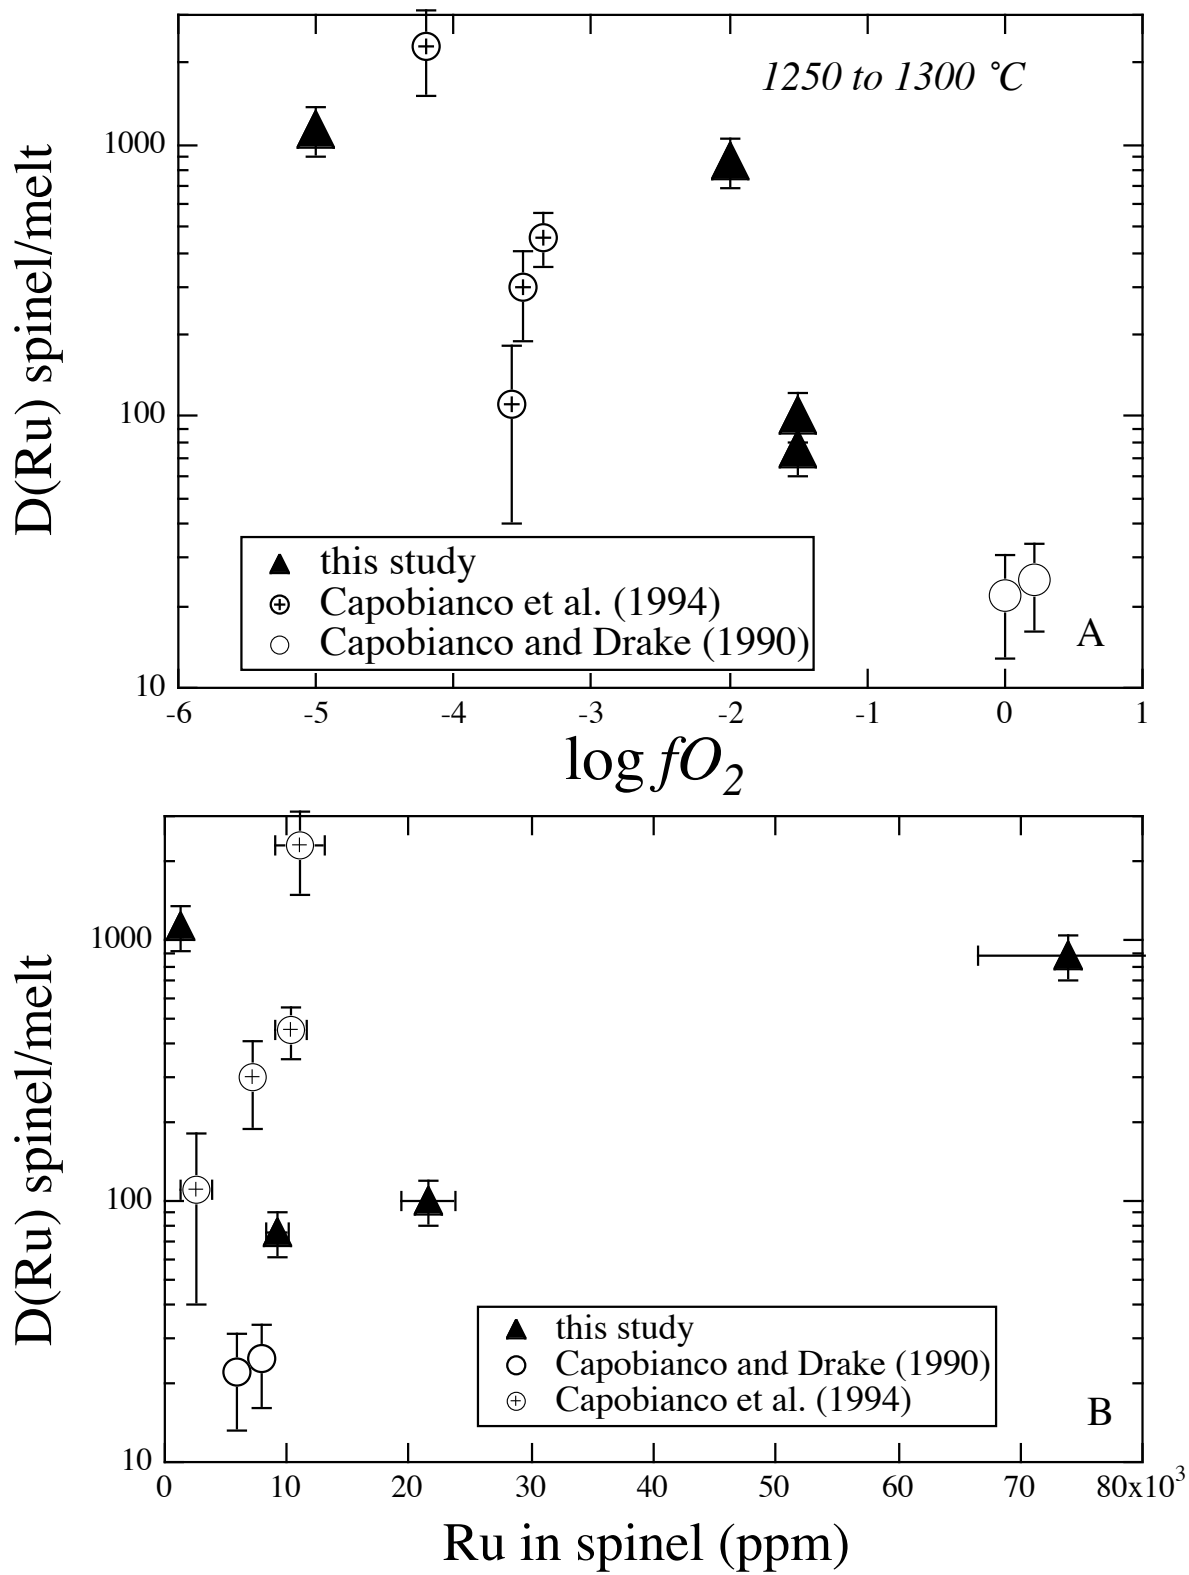 1250 to 1300 °C
1000
100
10
D(Ru) spinel/melt
this study
Capobianco et al. (1994)
Capobianco and Drake (1990)
A
-6 -5 -4 -3 -2 -1 0 1
log fO2
1000
100
10
D(Ru) spinel/melt
this study
Capobianco and Drake (1990)
Capobianco et al. (1994)
B
0 10 20 30 40 50 60 70 80x10³
Ru in spinel (ppm)